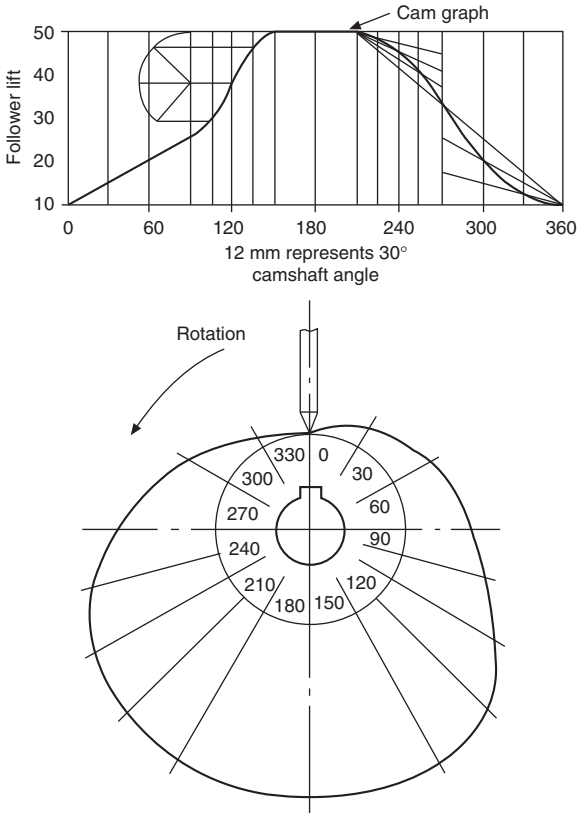 Cam graph
50
40
30
20
10
Follower lift
0 60 120 180 240 300 360
12 mm represents 30°
camshaft angle
Rotation
330 0
300 30
270 60
240 90
210 120
180 150